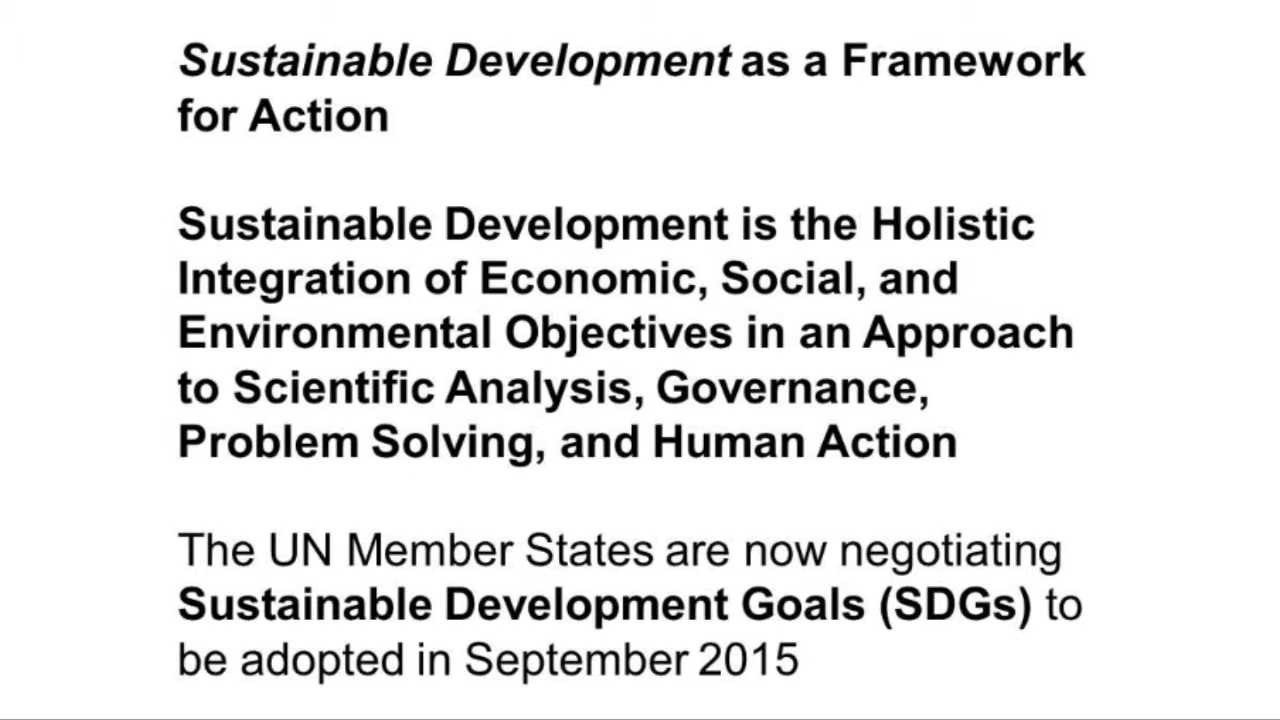 Sustainable Development as a Framework
for Action
Sustainable Development is the Holistic
Integration of Economic, Social, and
Environmental Objectives in an Approach
to Scientific Analysis, Governance,
Problem Solving, and Human Action
The UN Member States are now negotiating
Sustainable Development Goals (SDGs) to
be adopted in September 2015